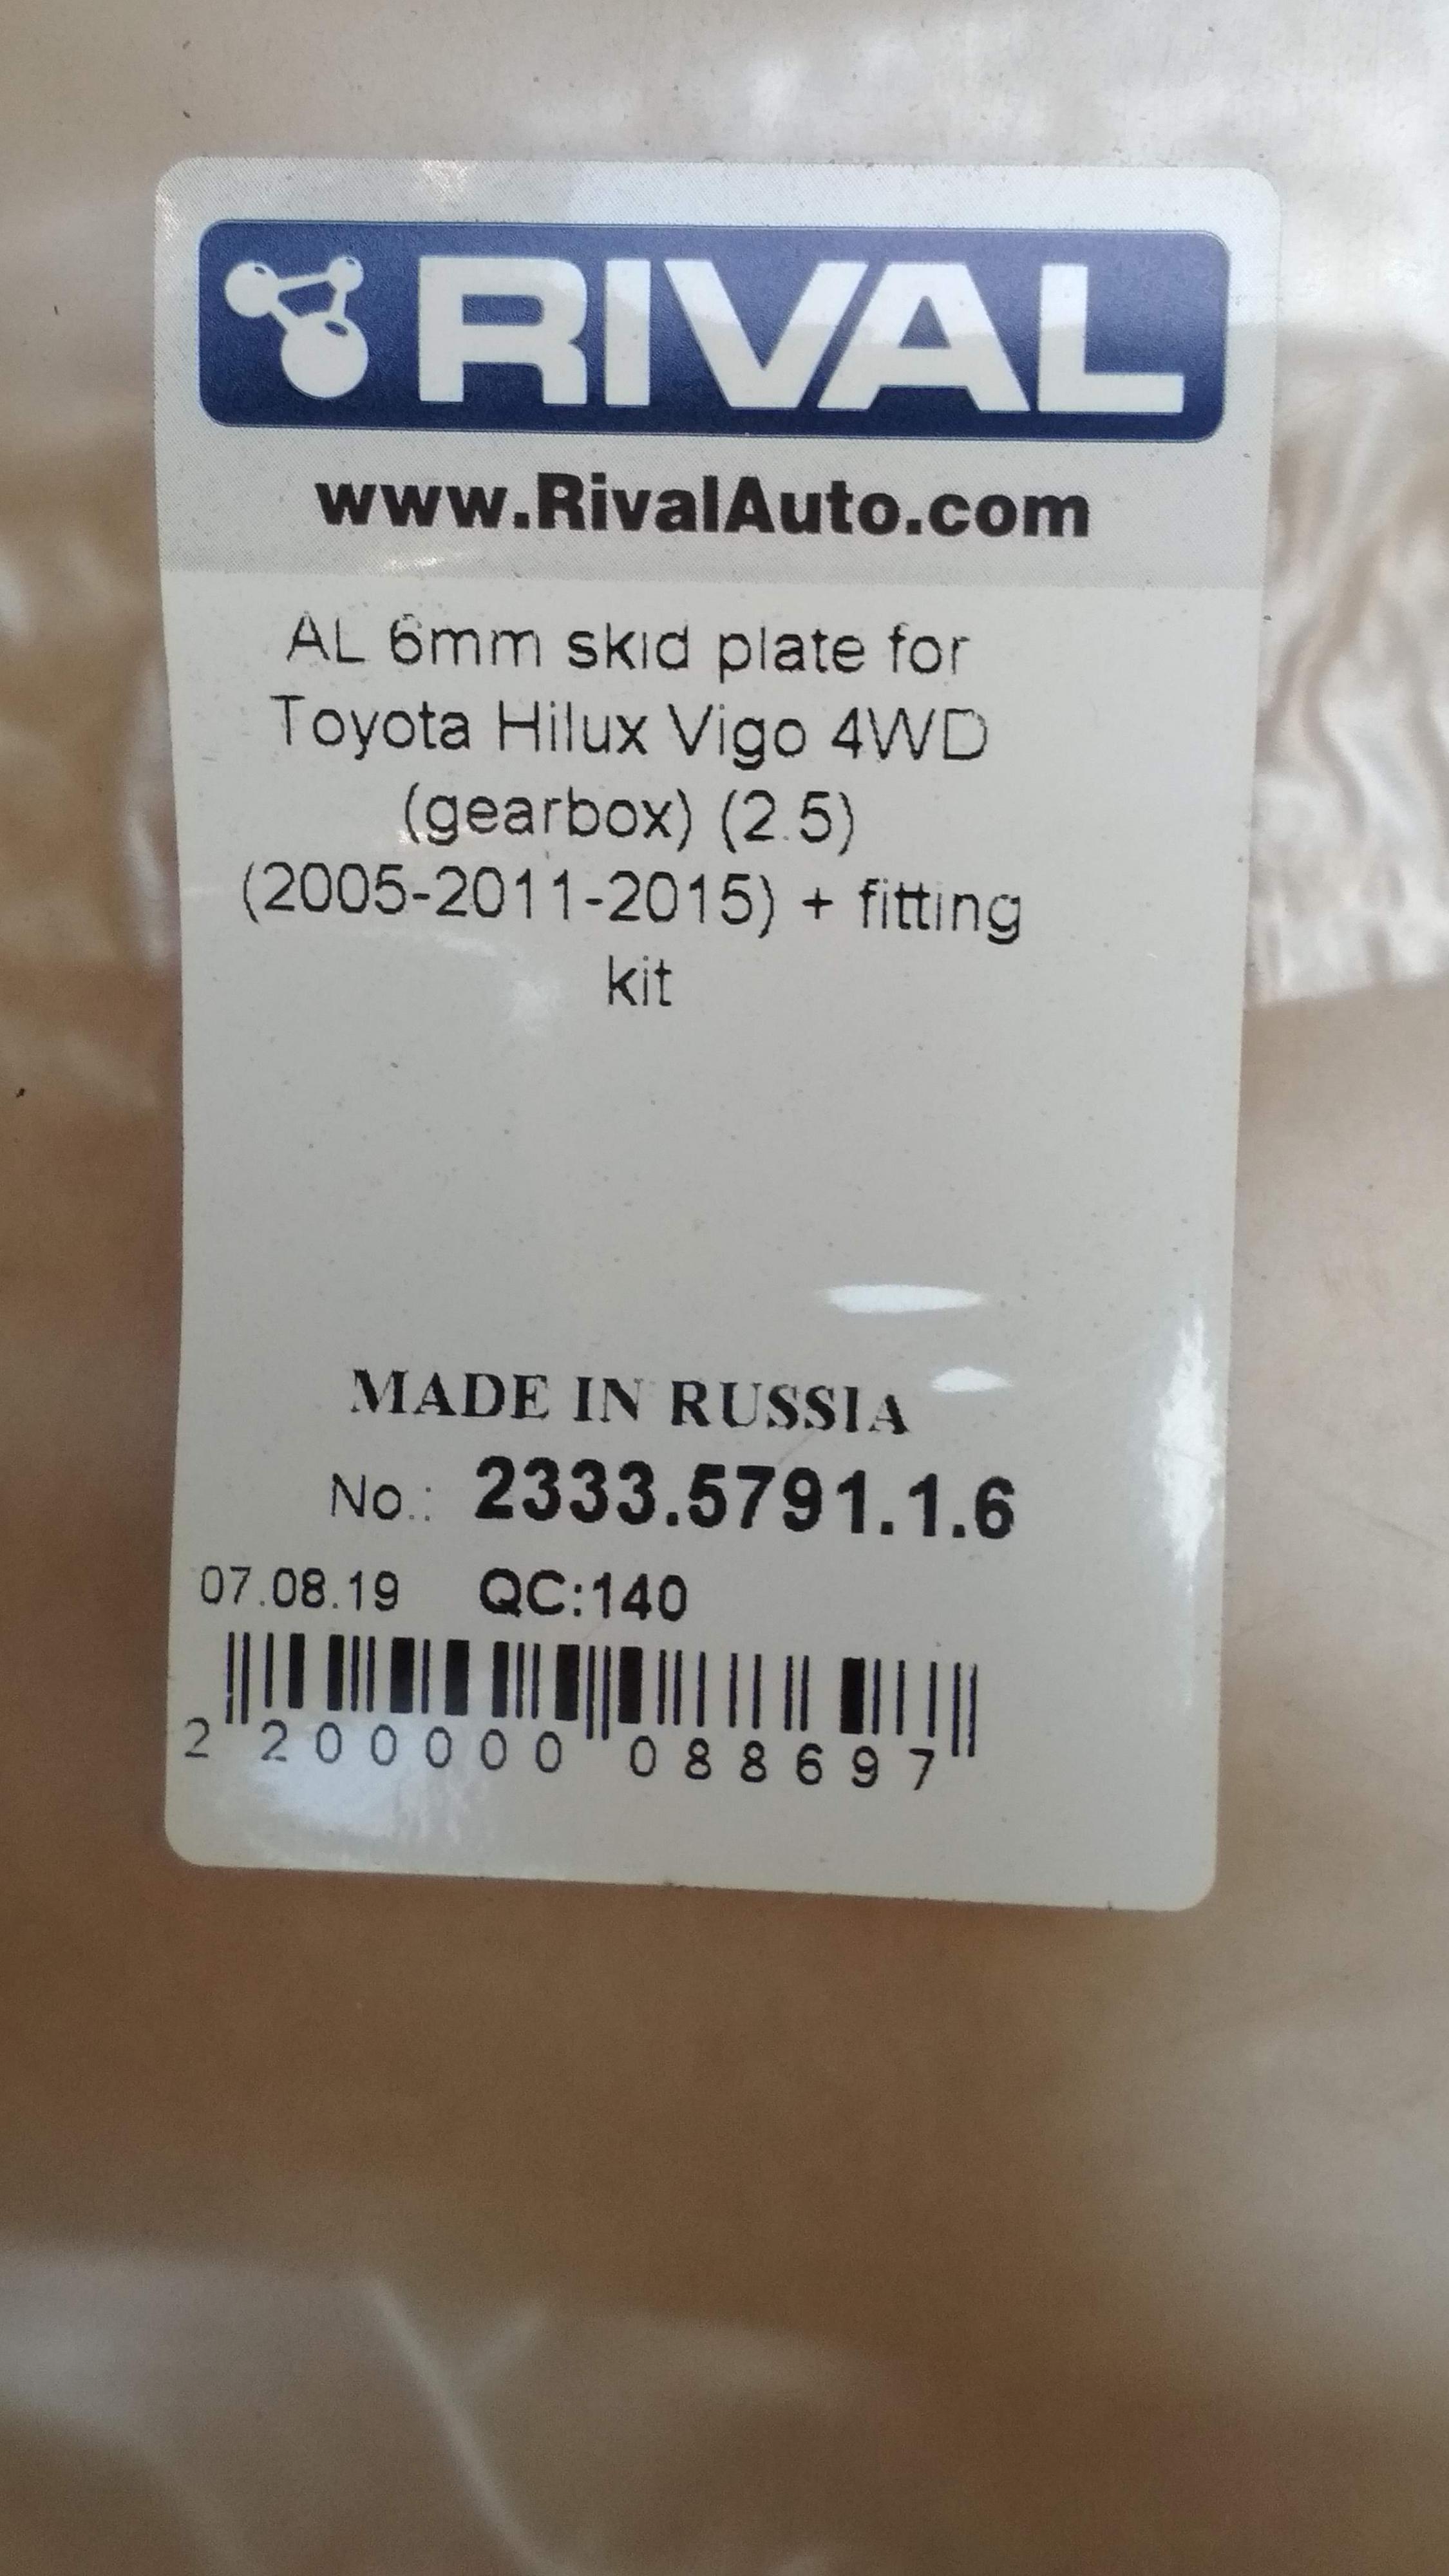 RIVAL
www.RivalAuto.com
AL 6mm skid plate for
Toyota Hilux Vigo 4WD
(gearbox) (2.5)
(2005-2011-2015) + fitting
kit
MADE IN RUSSIA
No.: 2333.5791.1.6
07.08.19 QC:140
2 200000 088697